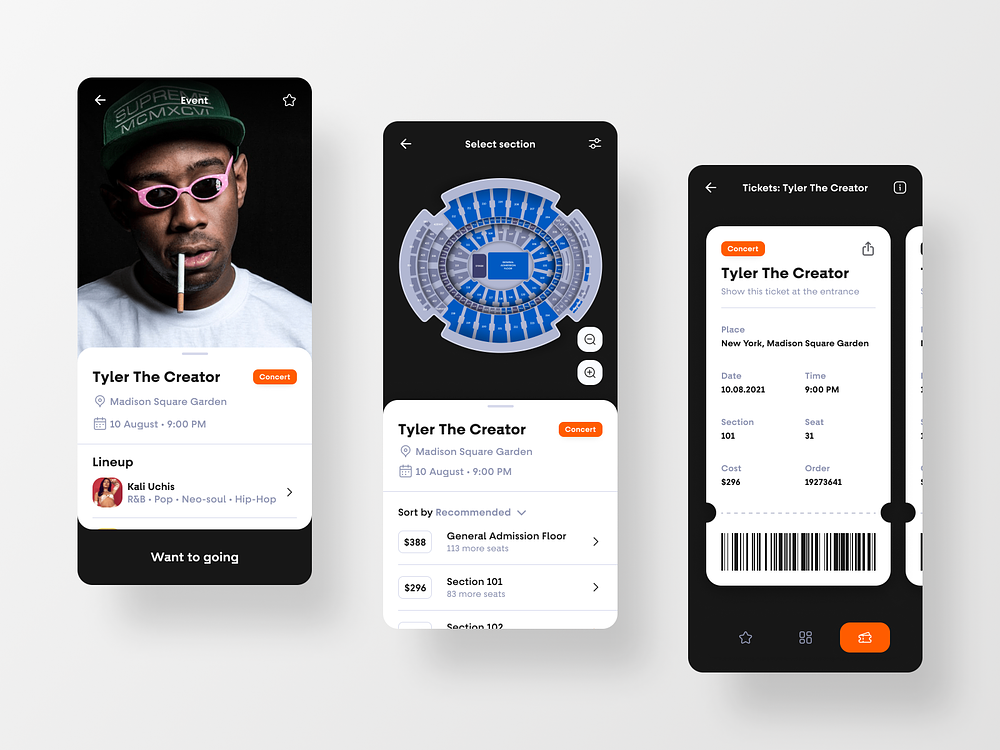 Event
SUPREME
MCMXCVI
Tyler The Creator
Concert
Madison Square Garden
10 August • 9:00 PM
Lineup
Kali Uchis
R&B • Pop • Neo-soul • Hip-Hop
Want to going
Select section
Tyler The Creator
Concert
Madison Square Garden
10 August • 9:00 PM
Sort by Recommended
$388
General Admission Floor
113 more seats
$296
Section 101
83 more seats
Section 102
Tickets: Tyler The Creator
Concert
Tyler The Creator
Show this ticket at the entrance
Place
New York, Madison Square Garden
Date
Time
10.08.2021
9:00 PM
Section
Seat
101
31
Cost
Order
$296
19273641